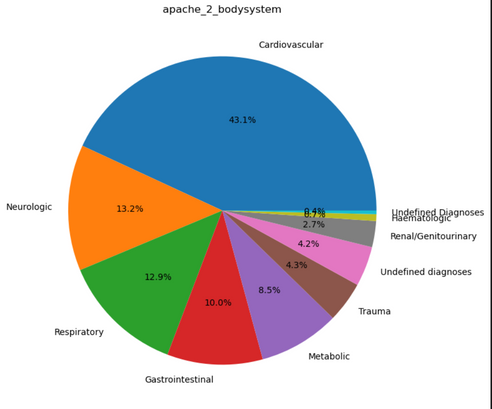 apache_2_bodysystem
Cardiovascular
43.1%
Neurologic
13.2%
Respiratory
12.9%
Gastrointestinal
10.0%
Metabolic
8.5%
Trauma
4.3%
Undefined diagnoses
4.2%
Renal/Genitourinary
2.7%
Haematologic
0.7%
Undefined Diagnoses
0.4%